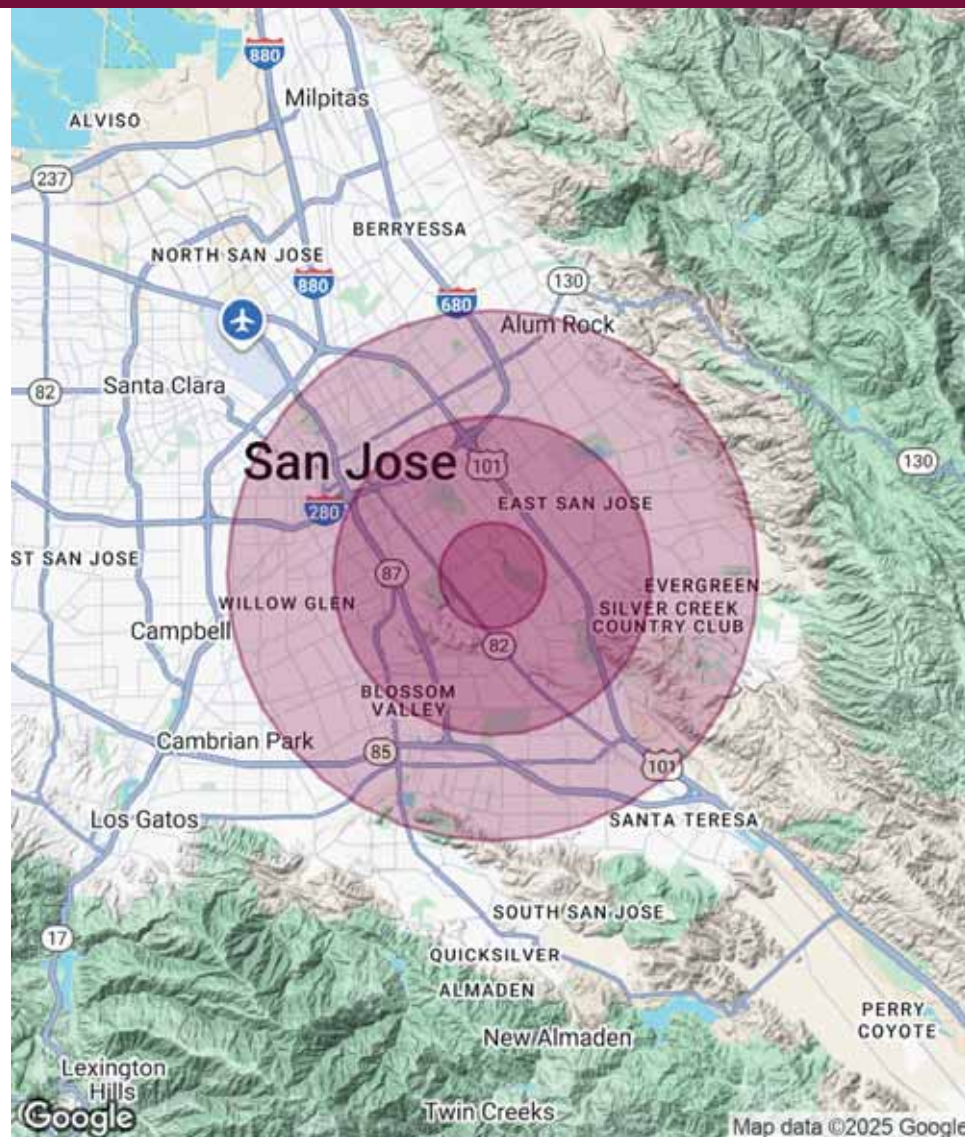 880
Milpitas
ALVISO
237
BERRYESSA
NORTH SAN JOSE
880
130
680
Alum Rock
Santa Clara
82
San Jose
101
130
280
EAST SAN JOSE
ST SAN JOSE
87
EVERGREEN
WILLOW GLEN
SILVER CREEK
COUNTRY CLUB
Campbell
82
BLOSSOM
VALLEY
Cambrian Park
85
101
Los Gatos
SANTA TERESA
SOUTH SAN JOSE
17
QUICKSILVER
ALMADEN
PERRY
COYOTE
New Almaden
Lexington
Hills
Google
Twin Creeks
Map data ©2025 Google